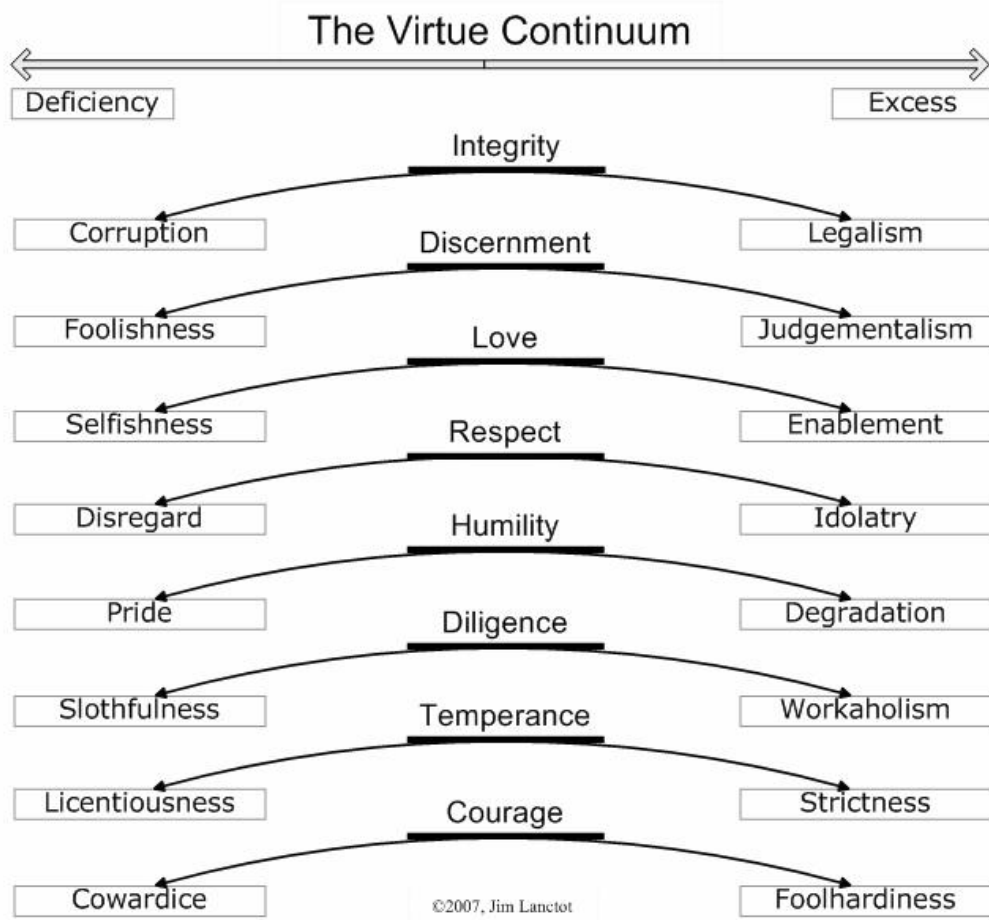 The Virtue Continuum
Deficiency Excess
Integrity
Corruption Legalism
Discernment
Foolishness Judgementalism
Love
Selfishness Enablement
Respect
Disregard Idolatry
Humility
Pride Degradation
Diligence
Slothfulness Workaholism
Temperance
Licentiousness Strictness
Courage
Cowardice Foolhardiness
©2007, Jim Lanctot